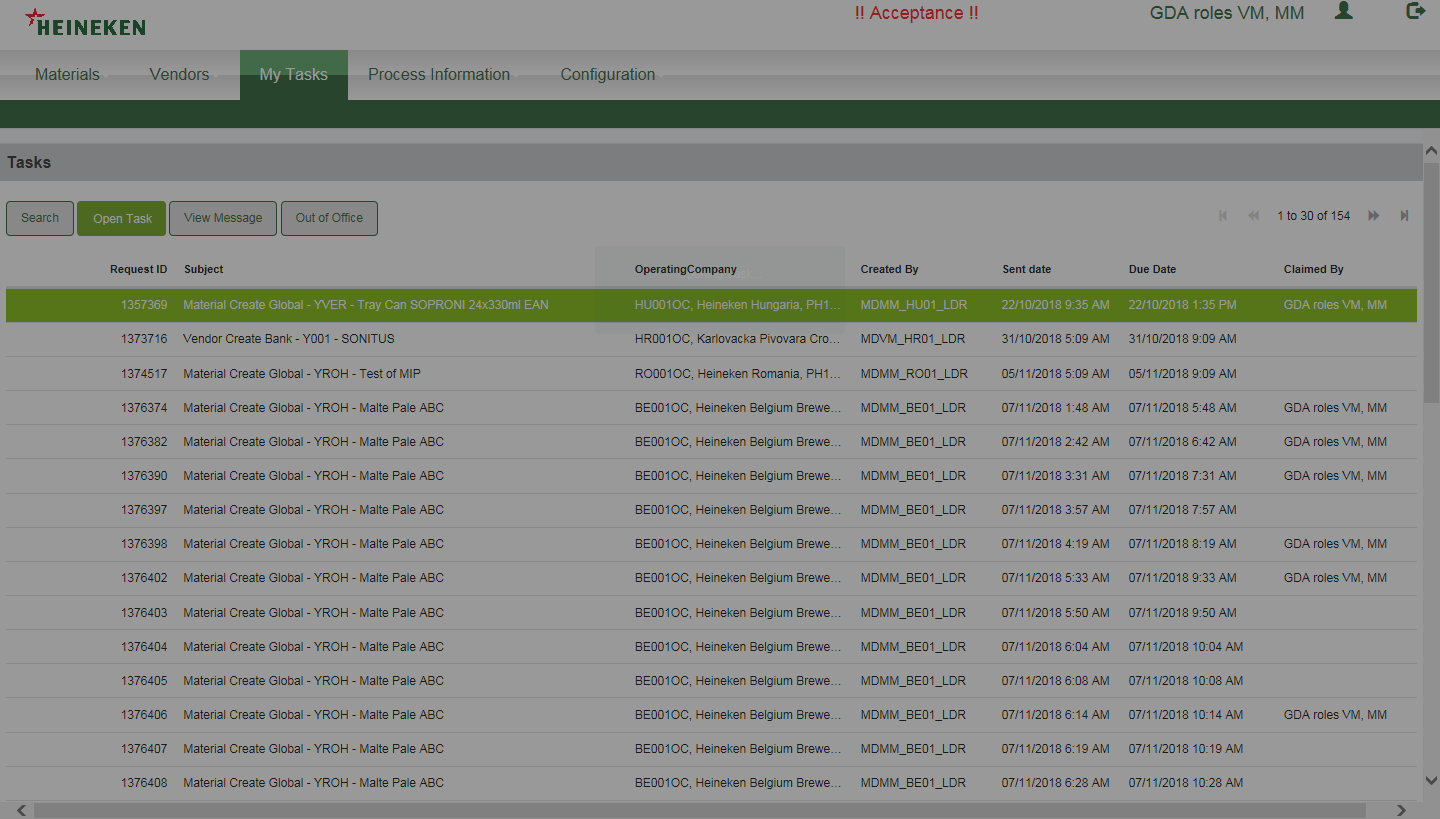 HEINEKEN !! Acceptance !! GDA roles VM, MM
Materials Vendors My Tasks Process Information Configuration
Tasks
Search Open Task View Message Out of Office 1 to 30 of 154
Request ID Subject OperatingCompany Created By Sent date Due Date Claimed By
1357369 Material Create Global - YVER - Tray Can SOPRONI 24x330ml EAN HU001OC, Heineken Hungaria, PH1... MDMM_HU01_LDR 22/10/2018 9:35 AM 22/10/2018 1:35 PM GDA roles VM, MM
1373716 Vendor Create Bank - Y001 - SONITUS HR001OC, Karlovacka Pivovara Cro... MDVM_HR01_LDR 31/10/2018 5:09 AM 31/10/2018 9:09 AM
1374517 Material Create Global - YROH - Test of MIP RO001OC, Heineken Romania, PH1... MDMM_RO01_LDR 05/11/2018 5:09 AM 05/11/2018 9:09 AM
1376374 Material Create Global - YROH - Malte Pale ABC BE001OC, Heineken Belgium Brewe... MDMM_BE01_LDR 07/11/2018 1:48 AM 07/11/2018 5:48 AM GDA roles VM, MM
1376382 Material Create Global - YROH - Malte Pale ABC BE001OC, Heineken Belgium Brewe... MDMM_BE01_LDR 07/11/2018 2:42 AM 07/11/2018 6:42 AM GDA roles VM, MM
1376390 Material Create Global - YROH - Malte Pale ABC BE001OC, Heineken Belgium Brewe... MDMM_BE01_LDR 07/11/2018 3:31 AM 07/11/2018 7:31 AM GDA roles VM, MM
1376397 Material Create Global - YROH - Malte Pale ABC BE001OC, Heineken Belgium Brewe... MDMM_BE01_LDR 07/11/2018 3:57 AM 07/11/2018 7:57 AM
1376398 Material Create Global - YROH - Malte Pale ABC BE001OC, Heineken Belgium Brewe... MDMM_BE01_LDR 07/11/2018 4:19 AM 07/11/2018 8:19 AM GDA roles VM, MM
1376402 Material Create Global - YROH - Malte Pale ABC BE001OC, Heineken Belgium Brewe... MDMM_BE01_LDR 07/11/2018 5:33 AM 07/11/2018 9:33 AM GDA roles VM, MM
1376403 Material Create Global - YROH - Malte Pale ABC BE001OC, Heineken Belgium Brewe... MDMM_BE01_LDR 07/11/2018 5:50 AM 07/11/2018 9:50 AM
1376404 Material Create Global - YROH - Malte Pale ABC BE001OC, Heineken Belgium Brewe... MDMM_BE01_LDR 07/11/2018 6:04 AM 07/11/2018 10:04 AM
1376405 Material Create Global - YROH - Malte Pale ABC BE001OC, Heineken Belgium Brewe... MDMM_BE01_LDR 07/11/2018 6:08 AM 07/11/2018 10:08 AM
1376406 Material Create Global - YROH - Malte Pale ABC BE001OC, Heineken Belgium Brewe... MDMM_BE01_LDR 07/11/2018 6:14 AM 07/11/2018 10:14 AM GDA roles VM, MM
1376407 Material Create Global - YROH - Malte Pale ABC BE001OC, Heineken Belgium Brewe... MDMM_BE01_LDR 07/11/2018 6:19 AM 07/11/2018 10:19 AM
1376408 Material Create Global - YROH - Malte Pale ABC BE001OC, Heineken Belgium Brewe... MDMM_BE01_LDR 07/11/2018 6:28 AM 07/11/2018 10:28 AM